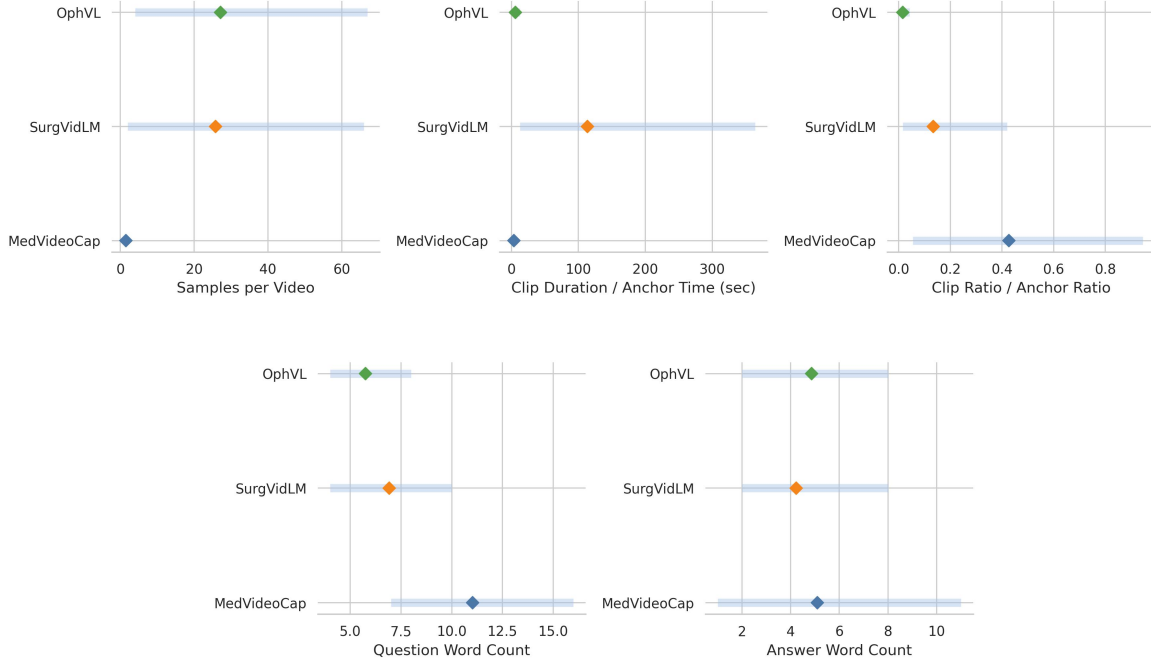 OphVL
SurgVidLM
MedVideoCap
0 20 40 60
Samples per Video
OphVL
SurgVidLM
MedVideoCap
0 100 200 300
Clip Duration / Anchor Time (sec)
OphVL
SurgVidLM
MedVideoCap
0.0 0.2 0.4 0.6 0.8
Clip Ratio / Anchor Ratio
OphVL
SurgVidLM
MedVideoCap
5.0 7.5 10.0 12.5 15.0
Question Word Count
OphVL
SurgVidLM
MedVideoCap
2 4 6 8 10
Answer Word Count